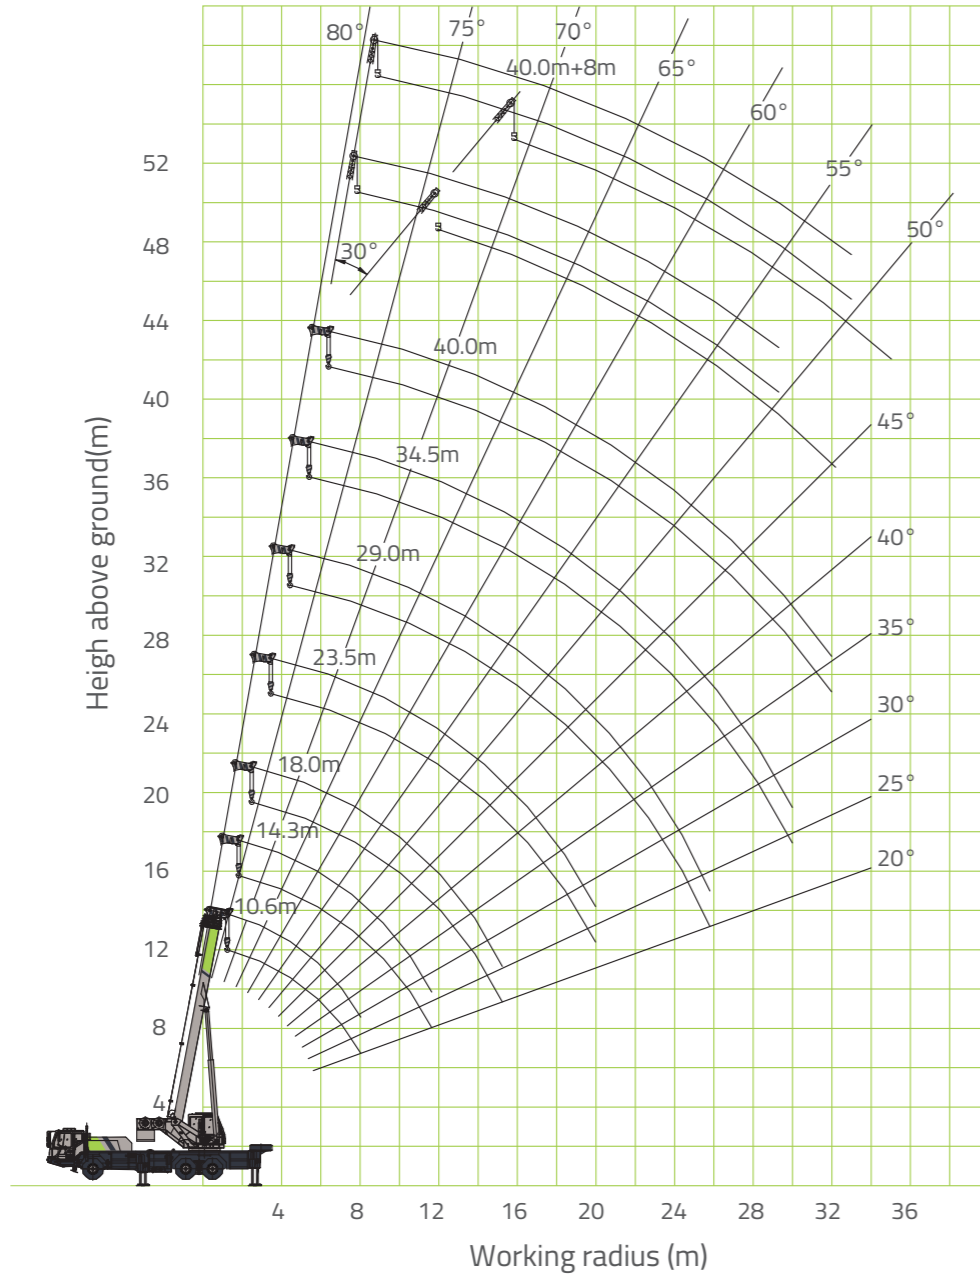 80°
75°
70°
40.0m+8m
65°
60°
55°
50°
30°
45°
40°
35°
30°
25°
20°
40.0m
34.5m
29.0m
23.5m
18.0m
14.3m
10.6m
52
48
44
40
36
32
28
24
20
16
12
8
4
Heigh above ground(m)
4 8 12 16 20 24 28 32 36
Working radius (m)